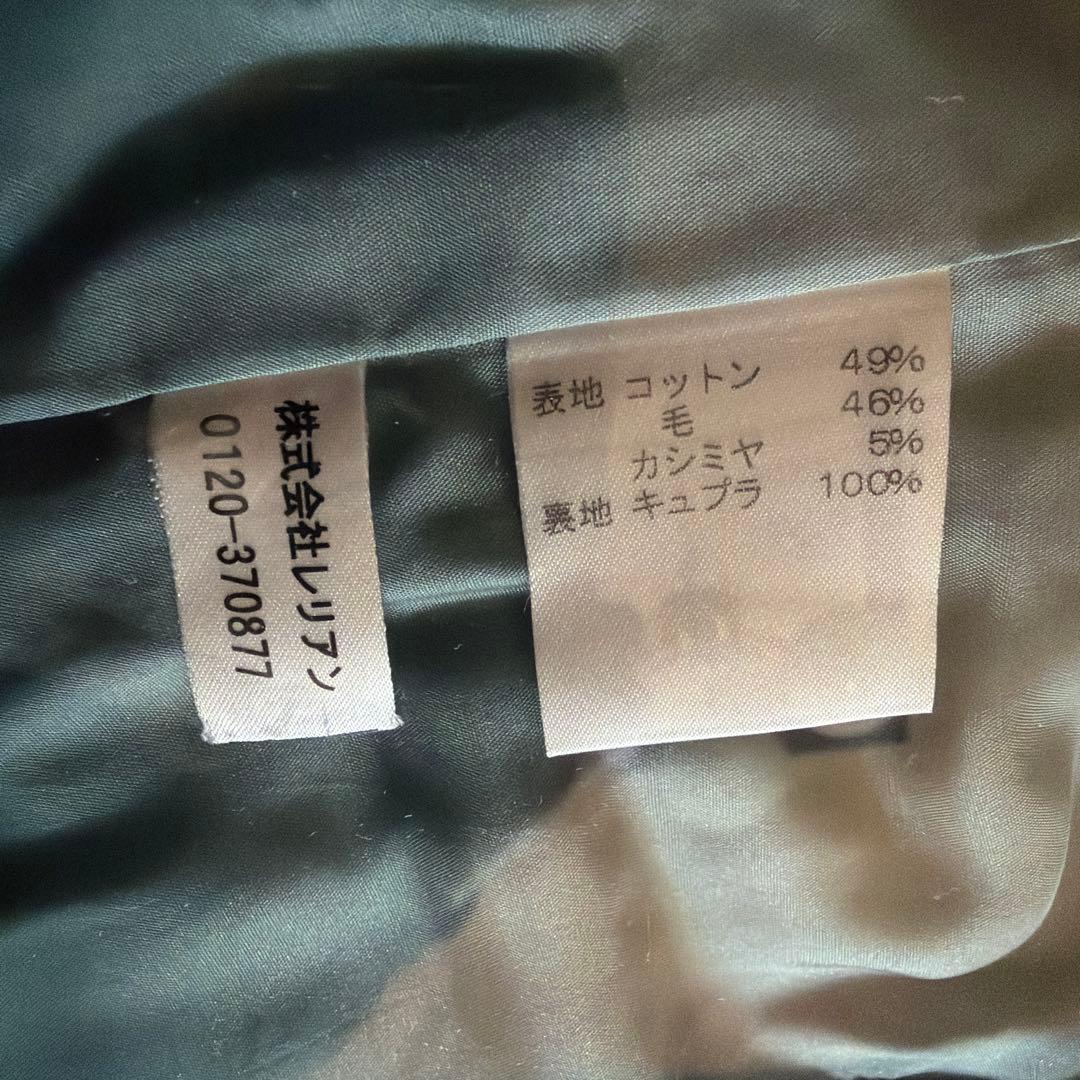 株式会社レリアン
0120-370877
表地 コットン 49%
毛 46%
カシミヤ 5%
裏地 キュプラ 100%